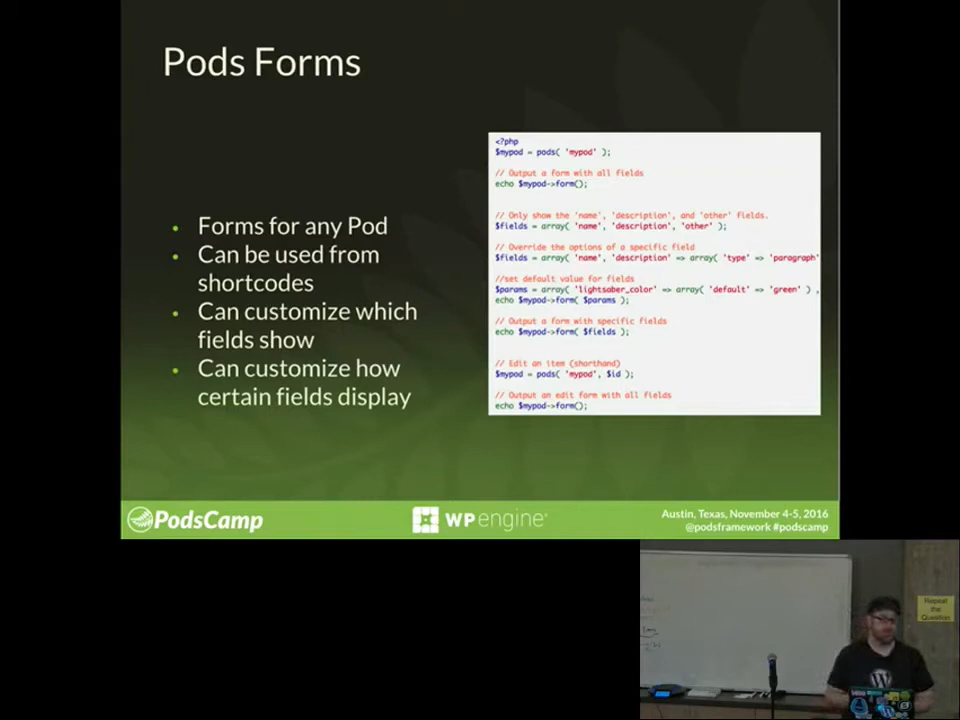 Pods Forms
• Forms for any Pod
• Can be used from
shortcodes
• Can customize which
fields show
• Can customize how
certain fields display
<?php
$mypod = pods( 'mypod' );
// Output a form with all fields
echo $mypod->form();
// Only show the 'name', 'description', and 'other' fields.
$fields = array( 'name', 'description', 'other' );
// Override the options of a specific field
$fields = array( 'name', 'description' => array( 'type' => 'paragraph'
//set default value for fields
$params = array( 'lightsaber_color' => array( 'default' => 'green' ) ,
echo $mypod->form( $params );
// Output a form with specific fields
echo $mypod->form( $fields );
// Edit an item (shorthand)
$mypod = pods( 'mypod', $id );
// Output an edit form with all fields
echo $mypod->form();
PodsCamp
WP engine
Austin, Texas, November 4-5, 2016
@podsframework #podscamp
Repeat
the
Question